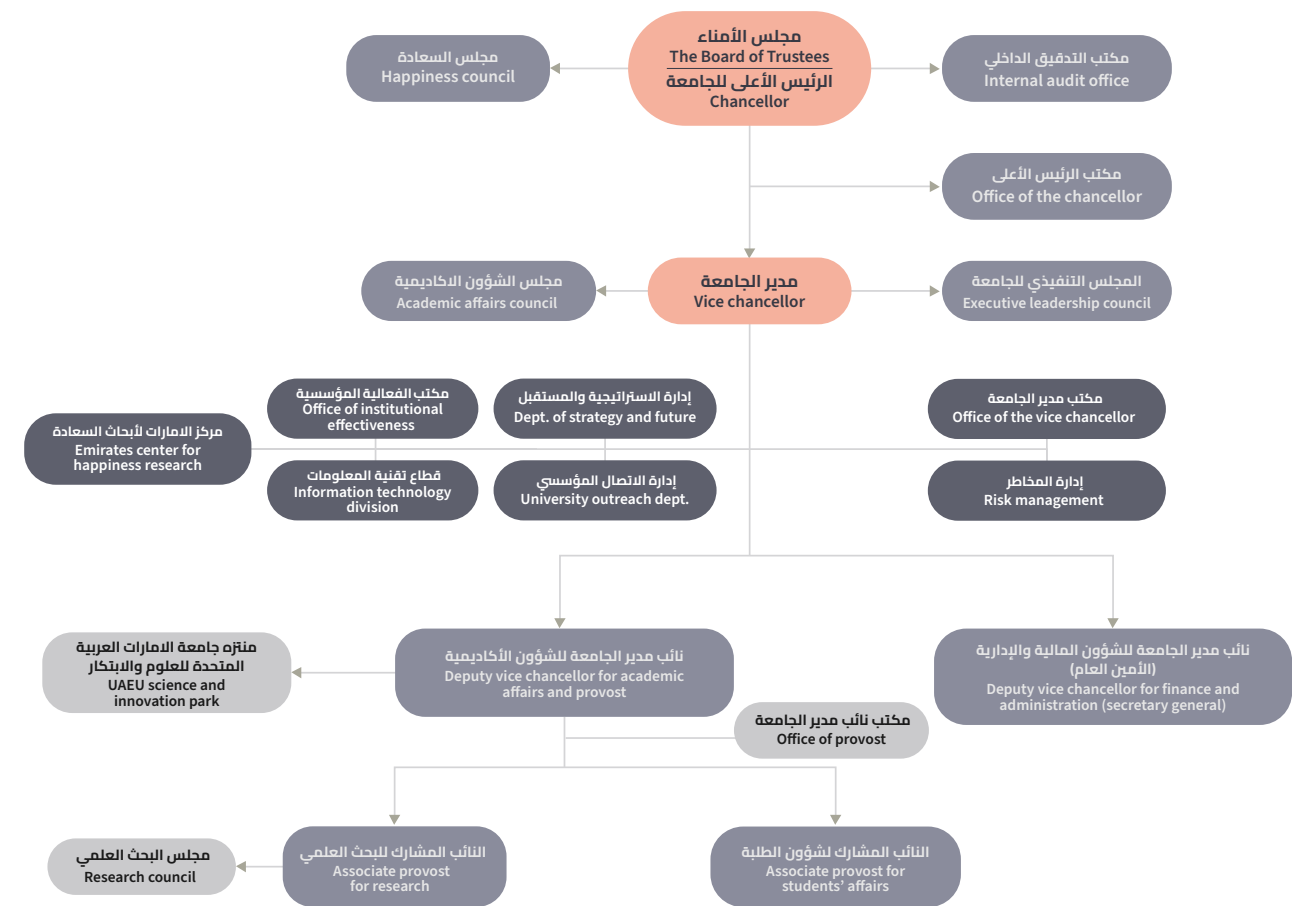 مجلس الأمناء
The Board of Trustees
الرئيس الأعلى للجامعة
Chancellor
مجلس السعادة
Happiness council
مكتب التدقيق الداخلي
Internal audit office
مكتب الرئيس الأعلى
Office of the chancellor
مدير الجامعة
Vice chancellor
مجلس الشؤون الاكاديمية
Academic affairs council
المجلس التنفيذي للجامعة
Executive leadership council
مكتب الفعالية المؤسسية
Office of institutional
effectiveness
إدارة الاستراتيجية والمستقبل
Dept. of strategy and future
مكتب مدير الجامعة
Office of the vice chancellor
مركز الامارات لأبحاث السعادة
Emirates center for
happiness research
قطاع تقنية المعلومات
Information technology
division
إدارة الاتصال المؤسسي
University outreach dept.
إدارة المخاطر
Risk management
منتزه جامعة الامارات العربية
المتحدة للعلوم والابتكار
UAEU science and
innovation park
نائب مدير الجامعة للشؤون الأكاديمية
Deputy vice chancellor for academic
affairs and provost
نائب مدير الجامعة للشؤون المالية والإدارية
(الأمين العام)
Deputy vice chancellor for finance and
administration (secretary general)
مكتب نائب مدير الجامعة
Office of provost
مجلس البحث العلمي
Research council
النائب المشارك للبحث العلمي
Associate provost
for research
النائب المشارك لشؤون الطلبة
Associate provost for
students’ affairs